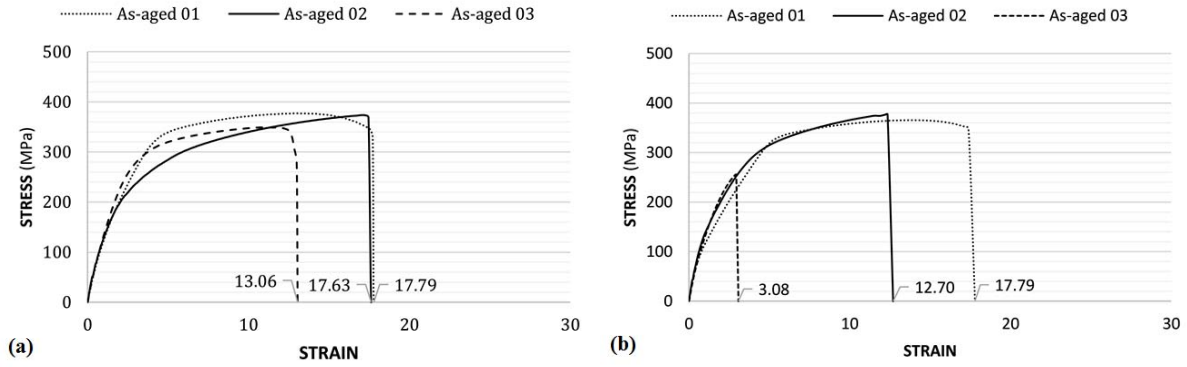 As-aged 01 As-aged 02 As-aged 03
500
400
300
200
100
0
STRESS (MPa)
13.06 17.63 17.79
0 10 20 30
STRAIN
(a)
As-aged 01 As-aged 02 As-aged 03
500
400
300
200
100
0
STRESS (MPa)
3.08 12.70 17.79
0 10 20 30
STRAIN
(b)